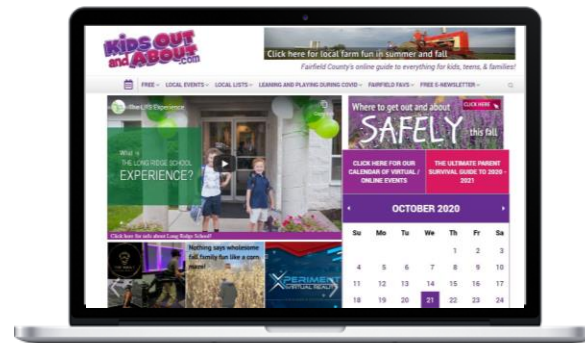 KIDS OUT
and ABOUT.com
Click here for local farm fun in summer and fall
Fairfield County's online guide to everything for kids, teens, & families!
FREE
LOCAL EVENTS
LOCAL LISTS
LEANING AND PLAYING DURING COVID
FAIRFIELD FAVS
FREE E-NEWSLETTER
What is
THE LONG RIDGE SCHOOL
EXPERIENCE?
Click here for info about Long Ridge School!
Where to get out and about
CLICK HERE
SAFELY this fall
CLICK HERE FOR OUR
CALENDAR OF VIRTUAL /
ONLINE EVENTS
THE ULTIMATE PARENT
SURVIVAL GUIDE TO 2020 -
2021
OCTOBER 2020
Su Mo Tu We Th Fr Sa
1 2 3
4 5 6 7 8 9 10
11 12 13 14 15 16 17
18 19 20 21 22 23 24
Nothing says wholesome
fall family fun like a corn
maze!
XPERIMENT
VIRTUAL REALITY